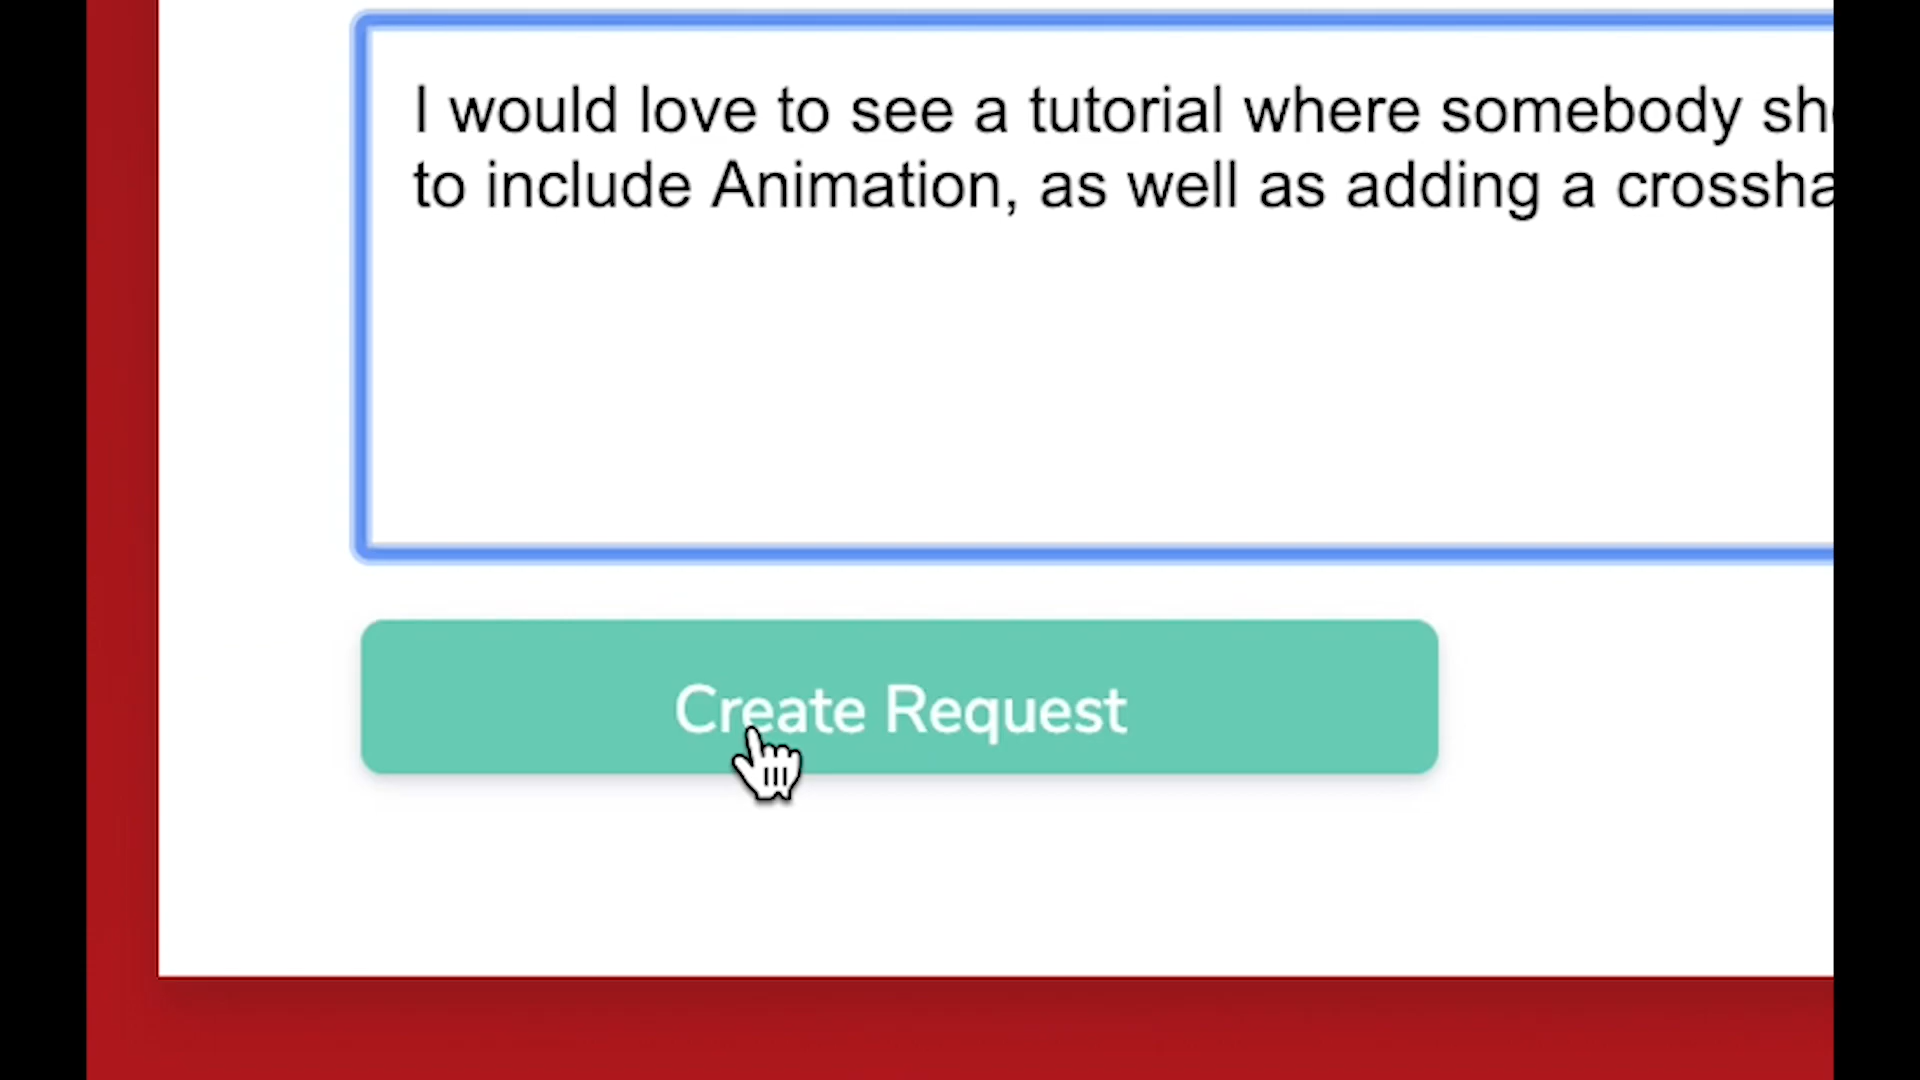 I would love to see a tutorial where somebody
to include Animation, as well as adding a
Create Request